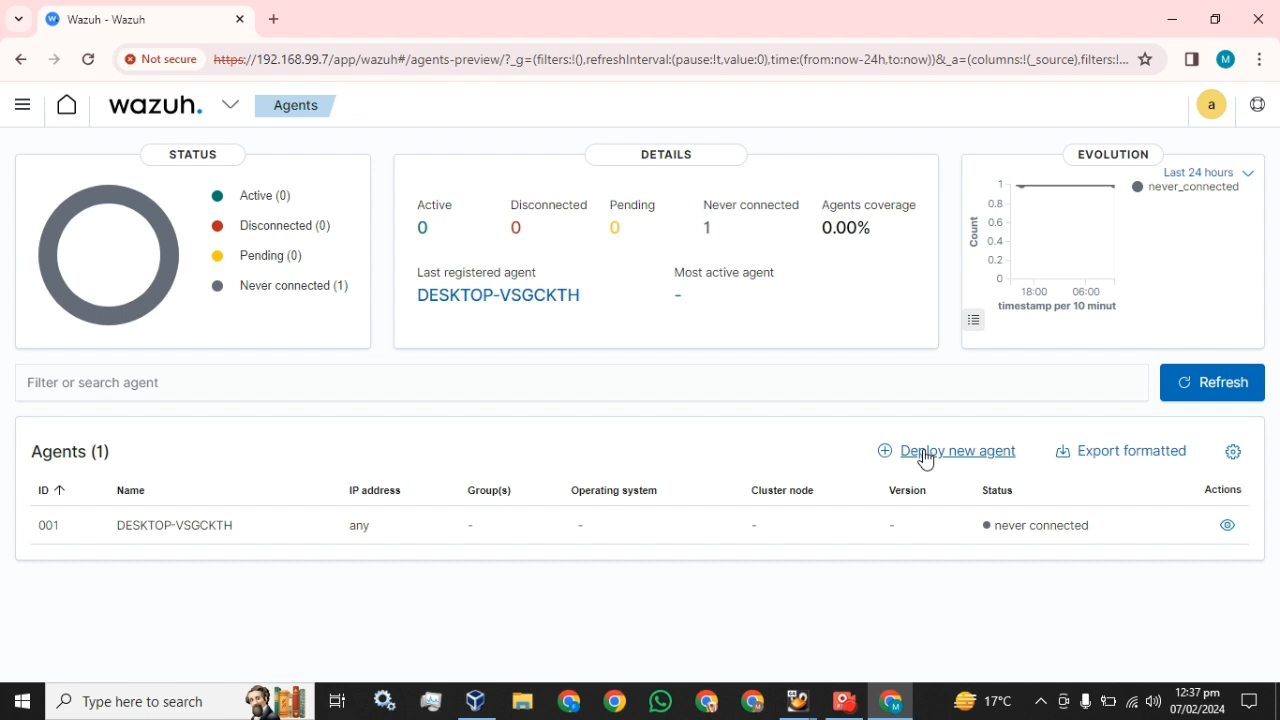 Wazuh - Wazuh
Not secure https://192.168.99.7/app/wazuh#/agents-preview/?_g=(filters:!(),refreshInterval:(pause:!t,value:0),time:(from:now-24h,to:now))&_a=(columns:!(_source),filters:!...
M
wazuh.
Agents
a
STATUS
Active (0)
Disconnected (0)
Pending (0)
Never connected (1)
DETAILS
Active Disconnected Pending Never connected Agents coverage
0 0 0 1 0.00%
Last registered agent Most active agent
DESKTOP-VSGCKTH -
EVOLUTION
Last 24 hours
never_connected
Count
1
0.8
0.6
0.4
0.2
0
18:00 06:00
timestamp per 10 minut
Filter or search agent
Refresh
Agents (1)
Deploy new agent
Export formatted
ID Name IP address Group(s) Operating system Cluster node Version Status Actions
001 DESKTOP-VSGCKTH any - - - - never connected
Type here to search
17°C
12:37 pm
07/02/2024